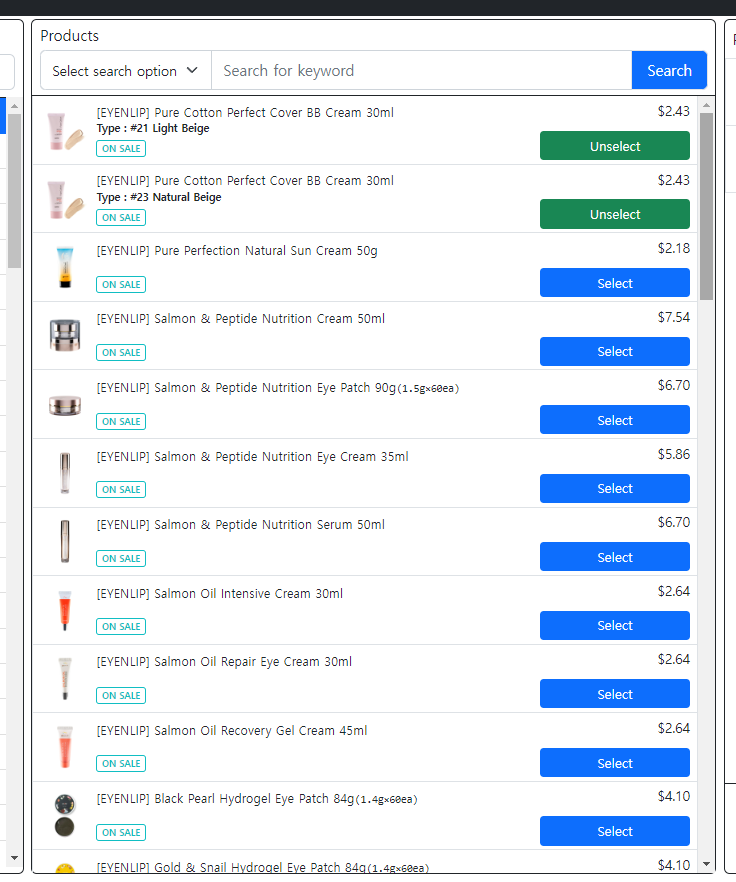 Products
Select search option
Search for keyword
Search
[EYENLIP] Pure Cotton Perfect Cover BB Cream 30ml
$2.43
Type : #21 Light Beige
ON SALE
Unselect
[EYENLIP] Pure Cotton Perfect Cover BB Cream 30ml
$2.43
Type : #23 Natural Beige
ON SALE
Unselect
[EYENLIP] Pure Perfection Natural Sun Cream 50g
$2.18
ON SALE
Select
[EYENLIP] Salmon & Peptide Nutrition Cream 50ml
$7.54
ON SALE
Select
[EYENLIP] Salmon & Peptide Nutrition Eye Patch 90g(1.5g×60ea)
$6.70
ON SALE
Select
[EYENLIP] Salmon & Peptide Nutrition Eye Cream 35ml
$5.86
ON SALE
Select
[EYENLIP] Salmon & Peptide Nutrition Serum 50ml
$6.70
ON SALE
Select
[EYENLIP] Salmon Oil Intensive Cream 30ml
$2.64
ON SALE
Select
[EYENLIP] Salmon Oil Repair Eye Cream 30ml
$2.64
ON SALE
Select
[EYENLIP] Salmon Oil Recovery Gel Cream 45ml
$2.64
ON SALE
Select
[EYENLIP] Black Pearl Hydrogel Eye Patch 84g(1.4g×60ea)
$4.10
ON SALE
Select
[EYENLIP] Gold & Snail Hydrogel Eye Patch 84g(1.4g×60ea)
$4.10